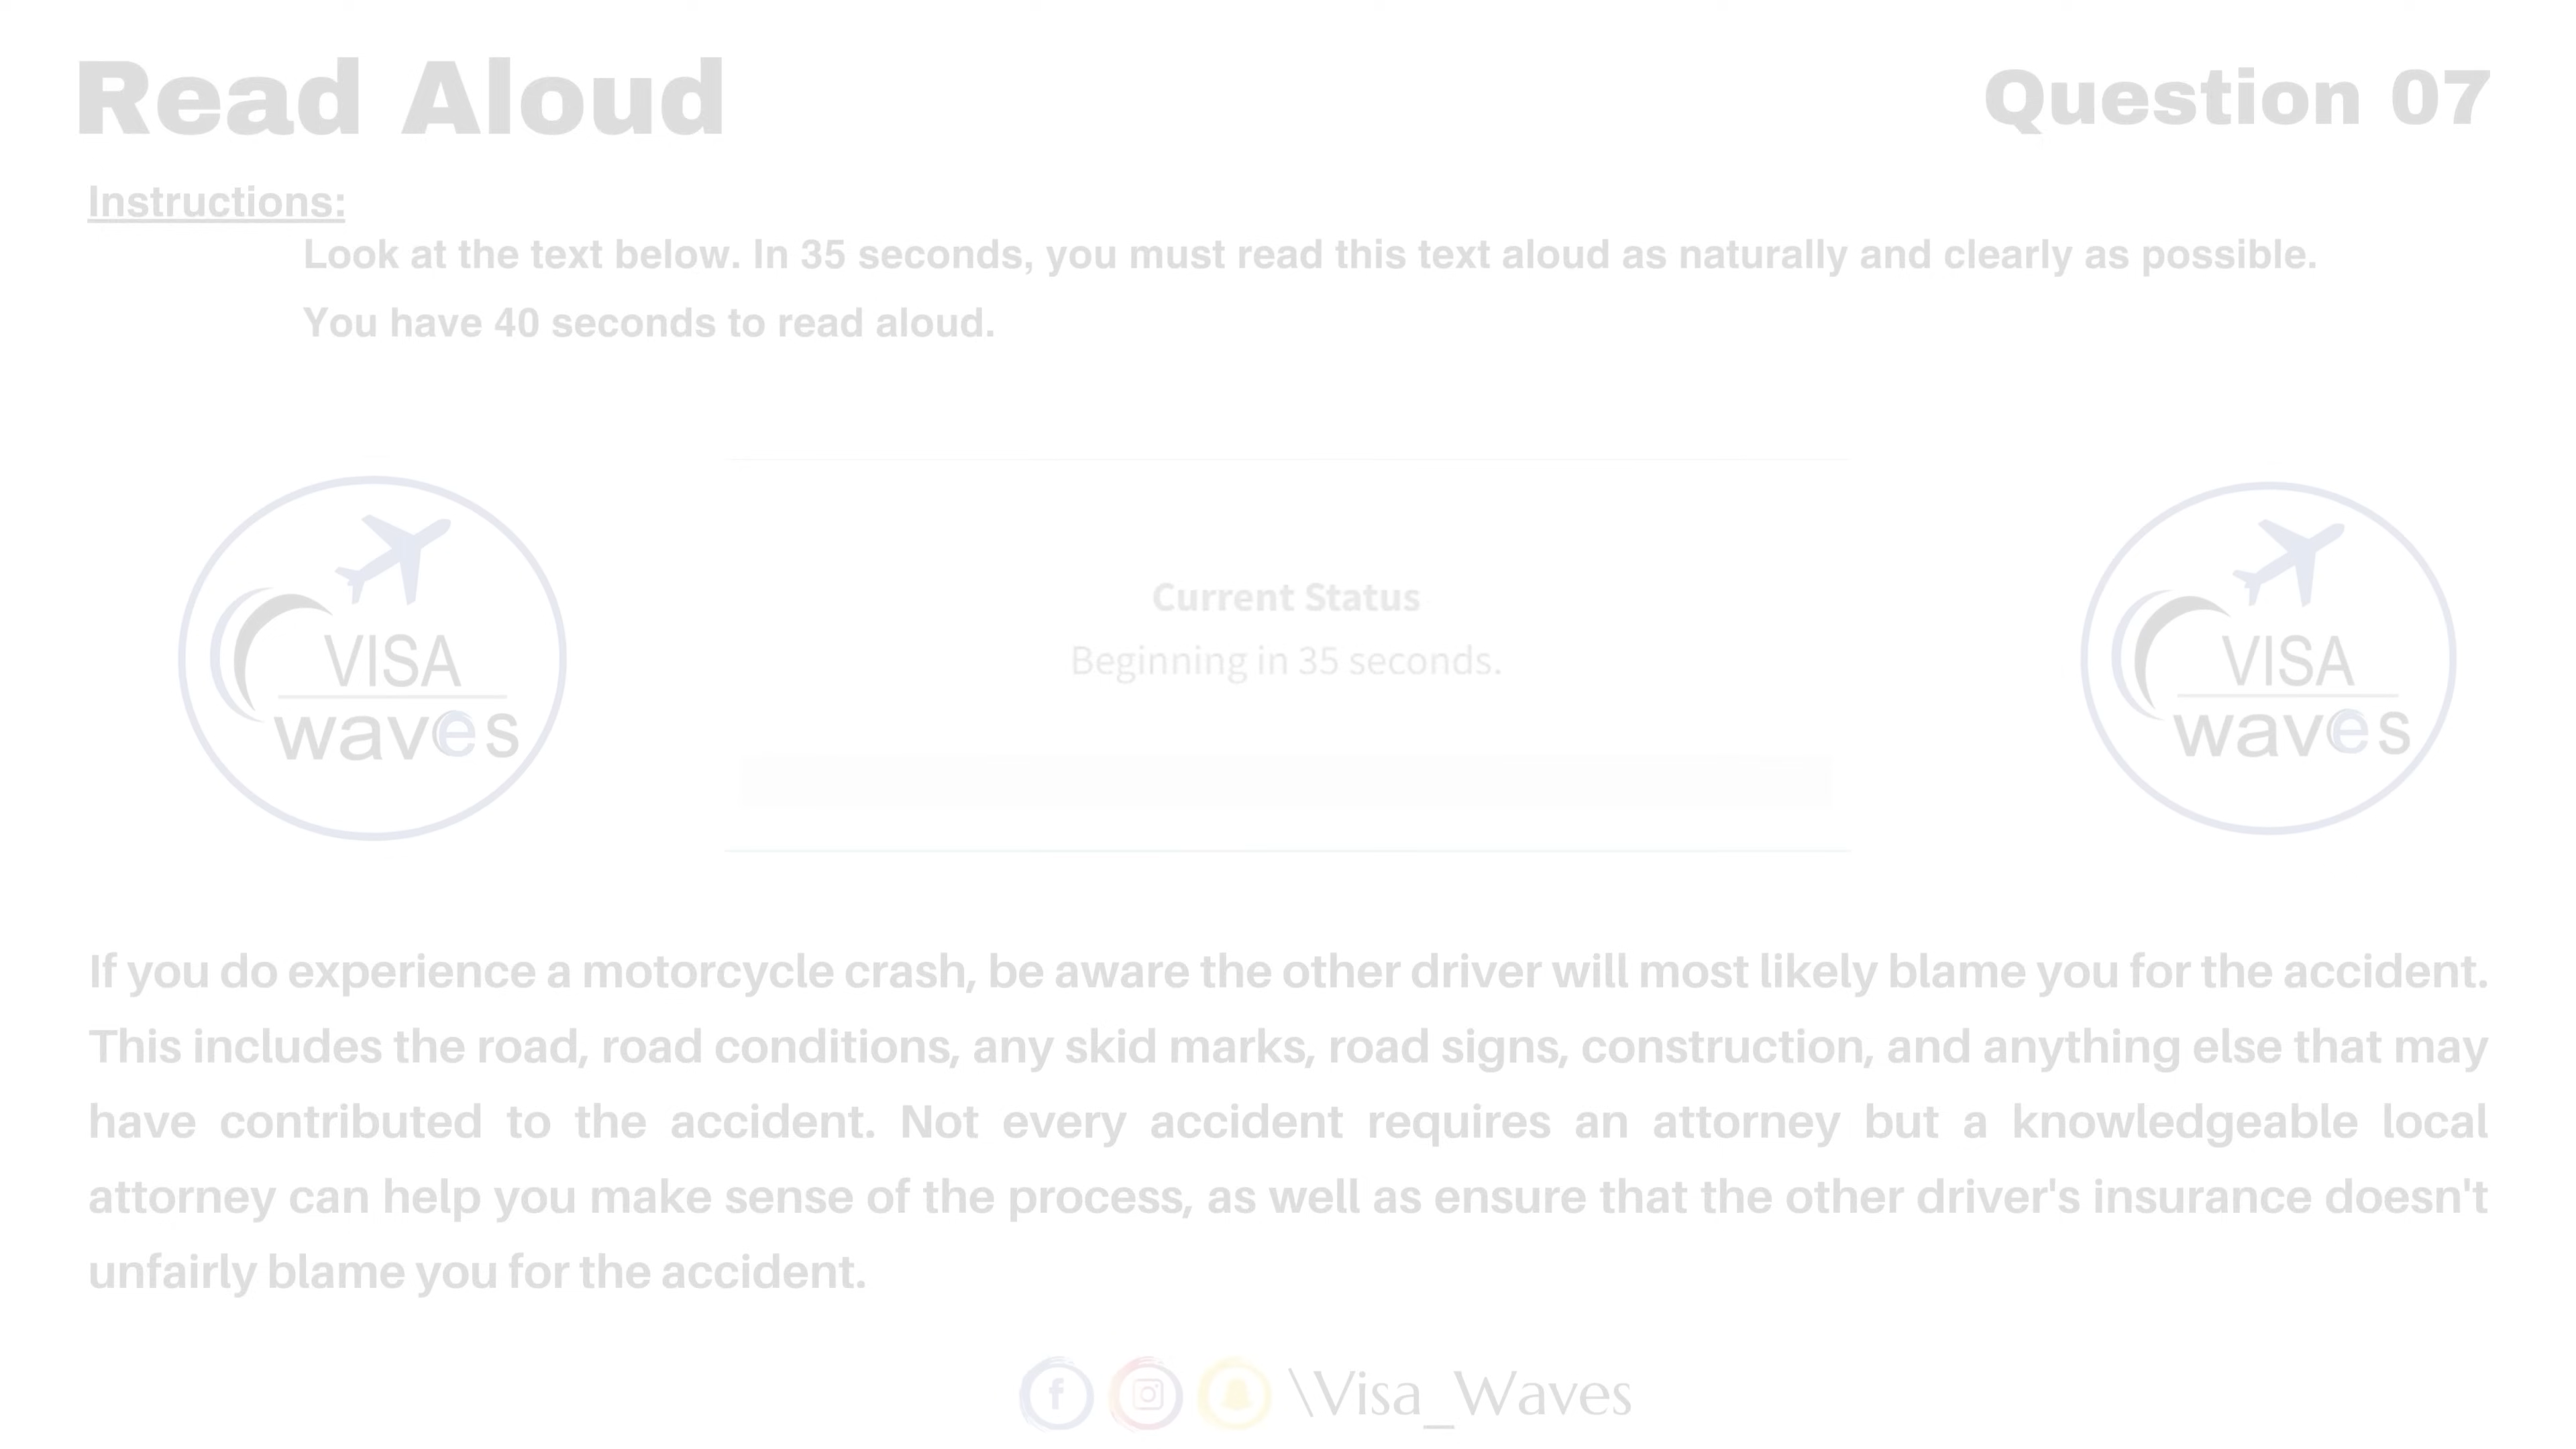 Read Aloud
Question 07
Instructions:
Look at the text below. In 35 seconds, you must read this text aloud as naturally and clearly as possible.
You have 40 seconds to read aloud.
VISA
waves
Current Status
Beginning in 35 seconds.
VISA
waves
If you do experience a motorcycle crash, be aware the other driver will most likely blame you for the accident.
This includes the road, road conditions, any skid marks, road signs, construction, and anything else that may
have contributed to the accident. Not every accident requires an attorney but a knowledgeable local
attorney can help you make sense of the process, as well as ensure that the other driver's insurance doesn't
unfairly blame you for the accident.
\Visa_Waves